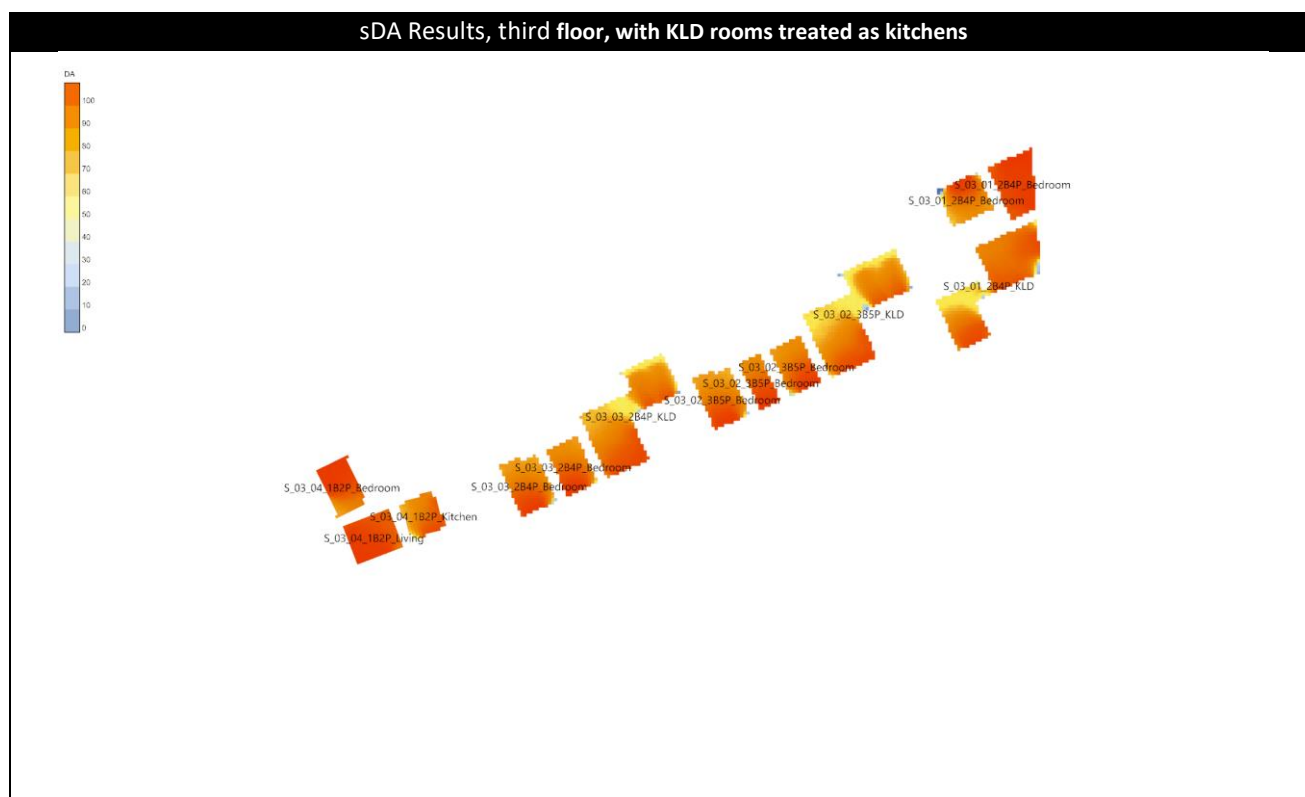 sDA Results, third floor, with KLD rooms treated as kitchens
DA
100
90
80
70
60
50
40
30
20
10
0
S_03_01_2B4P_Bedroom
S_03_01_2B4P_Bedroom
S_03_01_2B4P_KLD
S_03_02_3B5P_KLD
S_03_02_3B5P_Bedroom
S_03_02_3B5P_Bedroom
S_03_02_3B5P_Bedroom
S_03_03_2B4P_KLD
S_03_03_2B4P_Bedroom
S_03_03_2B4P_Bedroom
S_03_04_1B2P_Bedroom
S_03_04_1B2P_Kitchen
S_03_04_1B2P_Living